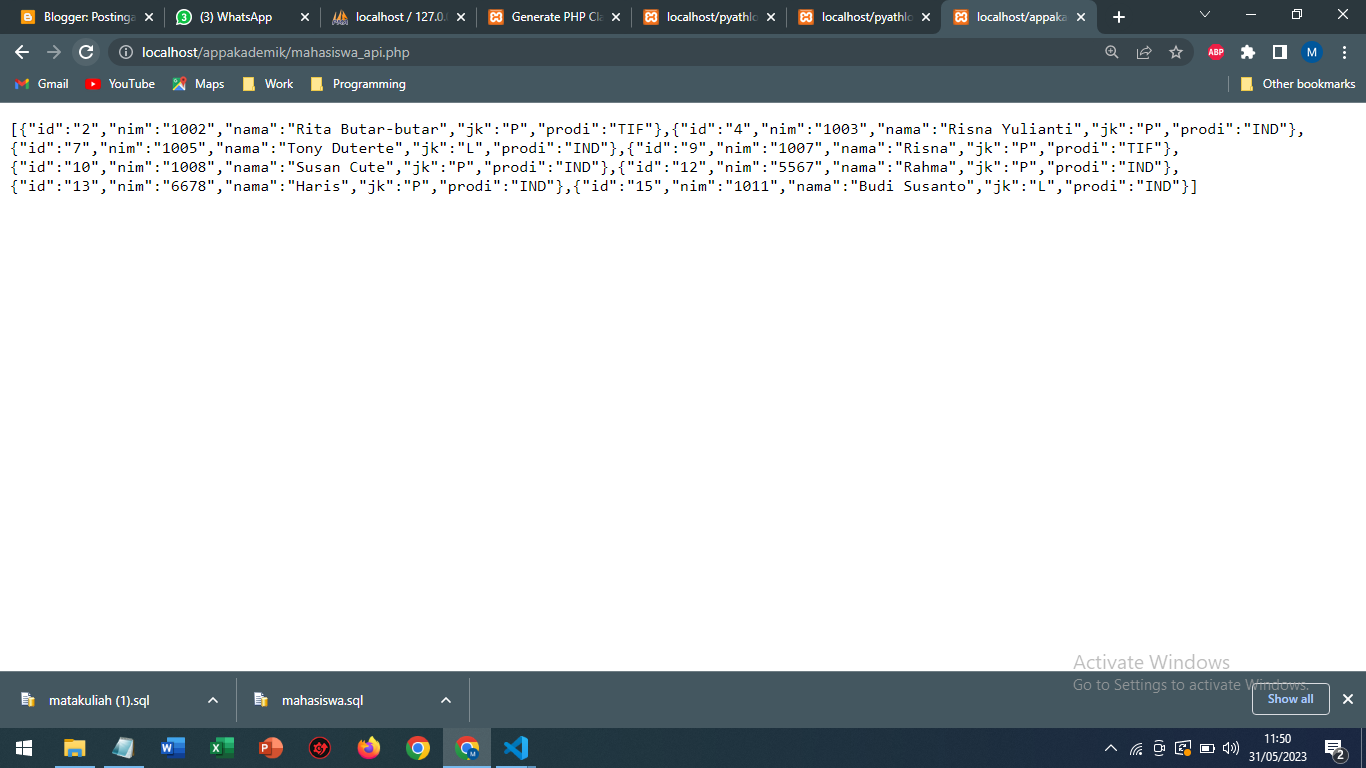 Blogger: Postinga
(3) WhatsApp
localhost / 127.0.
Generate PHP Cla
localhost/pyathlo
localhost/pyathlo
localhost/appaka
localhost/appakademik/mahasiswa_api.php
ABP
M
Gmail
YouTube
Maps
Work
Programming
Other bookmarks
[{"id":"2","nim":"1002","nama":"Rita Butar-butar","jk":"P","prodi":"TIF"},{"id":"4","nim":"1003","nama":"Risna Yulianti","jk":"P","prodi":"IND"},
{"id":"7","nim":"1005","nama":"Tony Duterte","jk":"L","prodi":"IND"},{"id":"9","nim":"1007","nama":"Risna","jk":"P","prodi":"TIF"},
{"id":"10","nim":"1008","nama":"Susan Cute","jk":"P","prodi":"IND"},{"id":"12","nim":"5567","nama":"Rahma","jk":"P","prodi":"IND"},
{"id":"13","nim":"6678","nama":"Haris","jk":"P","prodi":"IND"},{"id":"15","nim":"1011","nama":"Budi Susanto","jk":"L","prodi":"IND"}]
Activate Windows
Go to Settings to activate Windows.
matakuliah (1).sql
mahasiswa.sql
Show all
11:50
31/05/2023
2